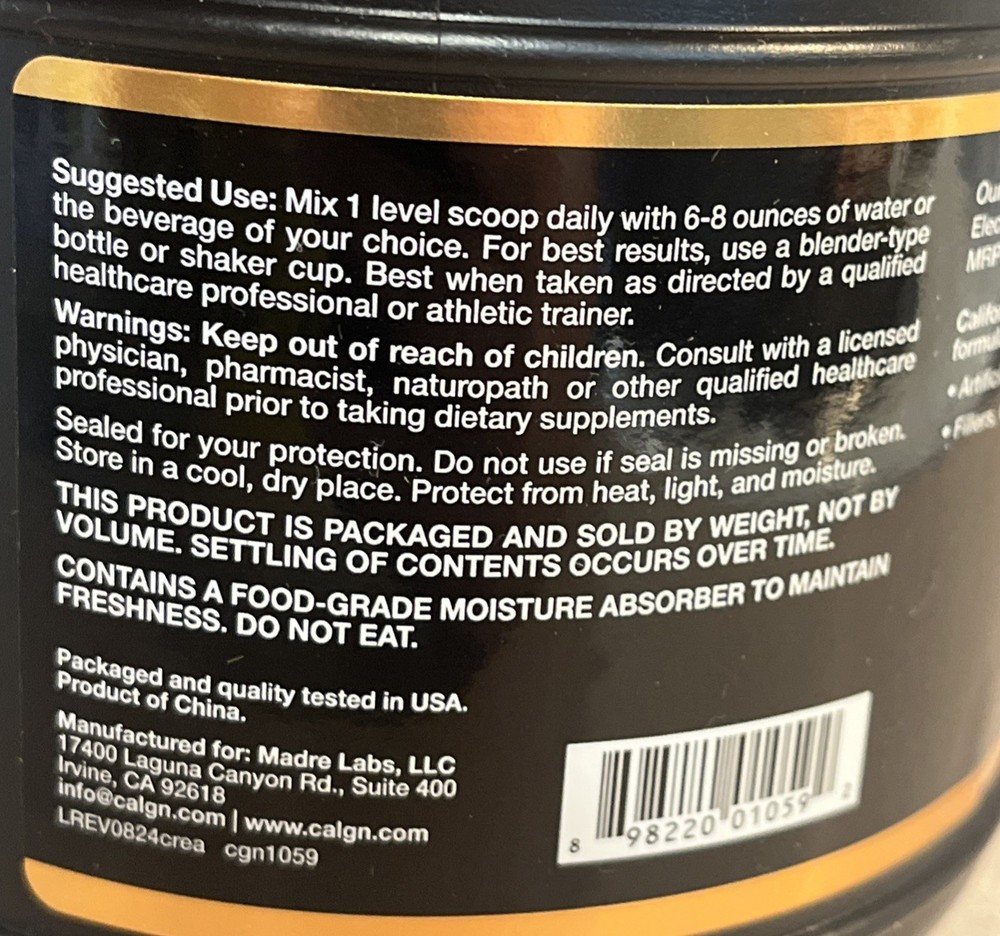 Suggested Use: Mix 1 level scoop daily with 6-8 ounces of water or
the beverage of your choice. For best results, use a blender-type
bottle or shaker cup. Best when taken as directed by a qualified
healthcare professional or athletic trainer.
Warnings: Keep out of reach of children. Consult with a licensed
physician, pharmacist, naturopath or other qualified healthcare
professional prior to taking dietary supplements.
Sealed for your protection. Do not use if seal is missing or broken.
Store in a cool, dry place. Protect from heat, light, and moisture.
THIS PRODUCT IS PACKAGED AND SOLD BY WEIGHT, NOT BY
VOLUME. SETTLING OF CONTENTS OCCURS OVER TIME.
CONTAINS A FOOD-GRADE MOISTURE ABSORBER TO MAINTAIN
FRESHNESS. DO NOT EAT.
Packaged and quality tested in USA.
Product of China.
Manufactured for: Madre Labs, LLC
17400 Laguna Canyon Rd., Suite 400
Irvine, CA 92618
info@calgn.com | www.calgn.com
LREV0824crea cgn1059
8 98220 01059 2